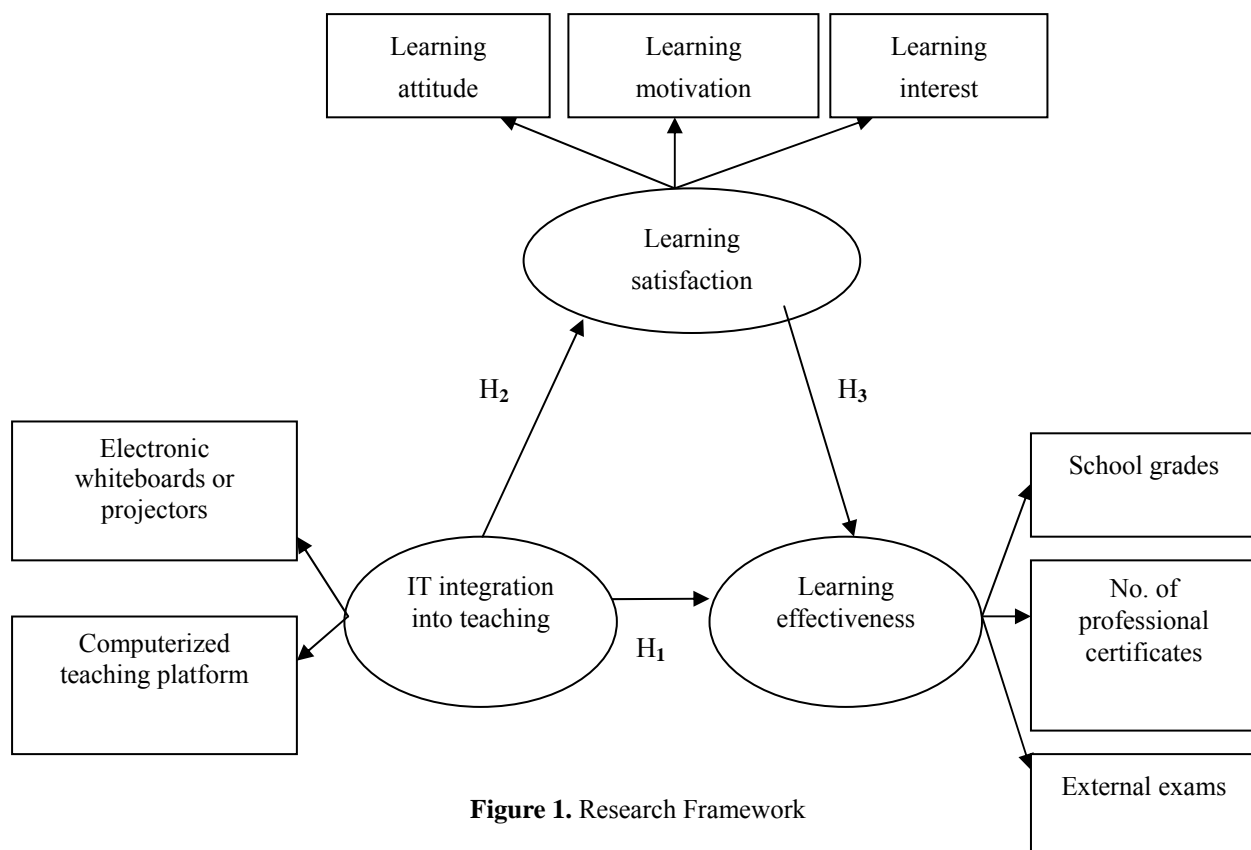 Learning
attitude
Learning
motivation
Learning
interest
Learning
satisfaction
H2
H3
Electronic
whiteboards or
projectors
School grades
IT integration
into teaching
Learning
effectiveness
No. of
professional
certificates
Computerized
teaching platform
H1
External exams
Figure 1. Research Framework